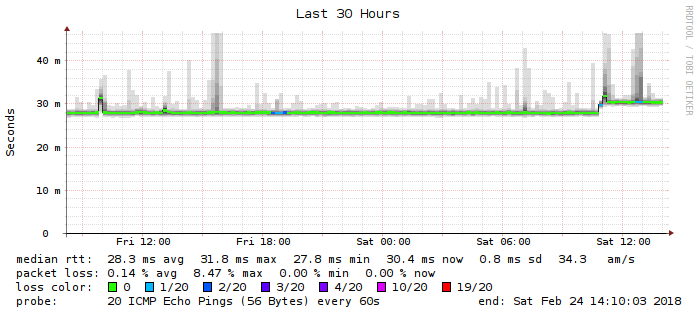 Last 30 Hours
RRDTOOL / TOBI OETIKER
Seconds
40 m
30 m
20 m
10 m
0
Fri 12:00 Fri 18:00 Sat 00:00 Sat 06:00 Sat 12:00
median rtt: 28.3 ms avg 31.8 ms max 27.8 ms min 30.4 ms now 0.8 ms sd 34.3 am/s
packet loss: 0.14 % avg 8.47 % max 0.00 % min 0.00 % now
loss color: 0 1/20 2/20 3/20 4/20 10/20 19/20
probe: 20 ICMP Echo Pings (56 Bytes) every 60s end: Sat Feb 24 14:10:03 2018